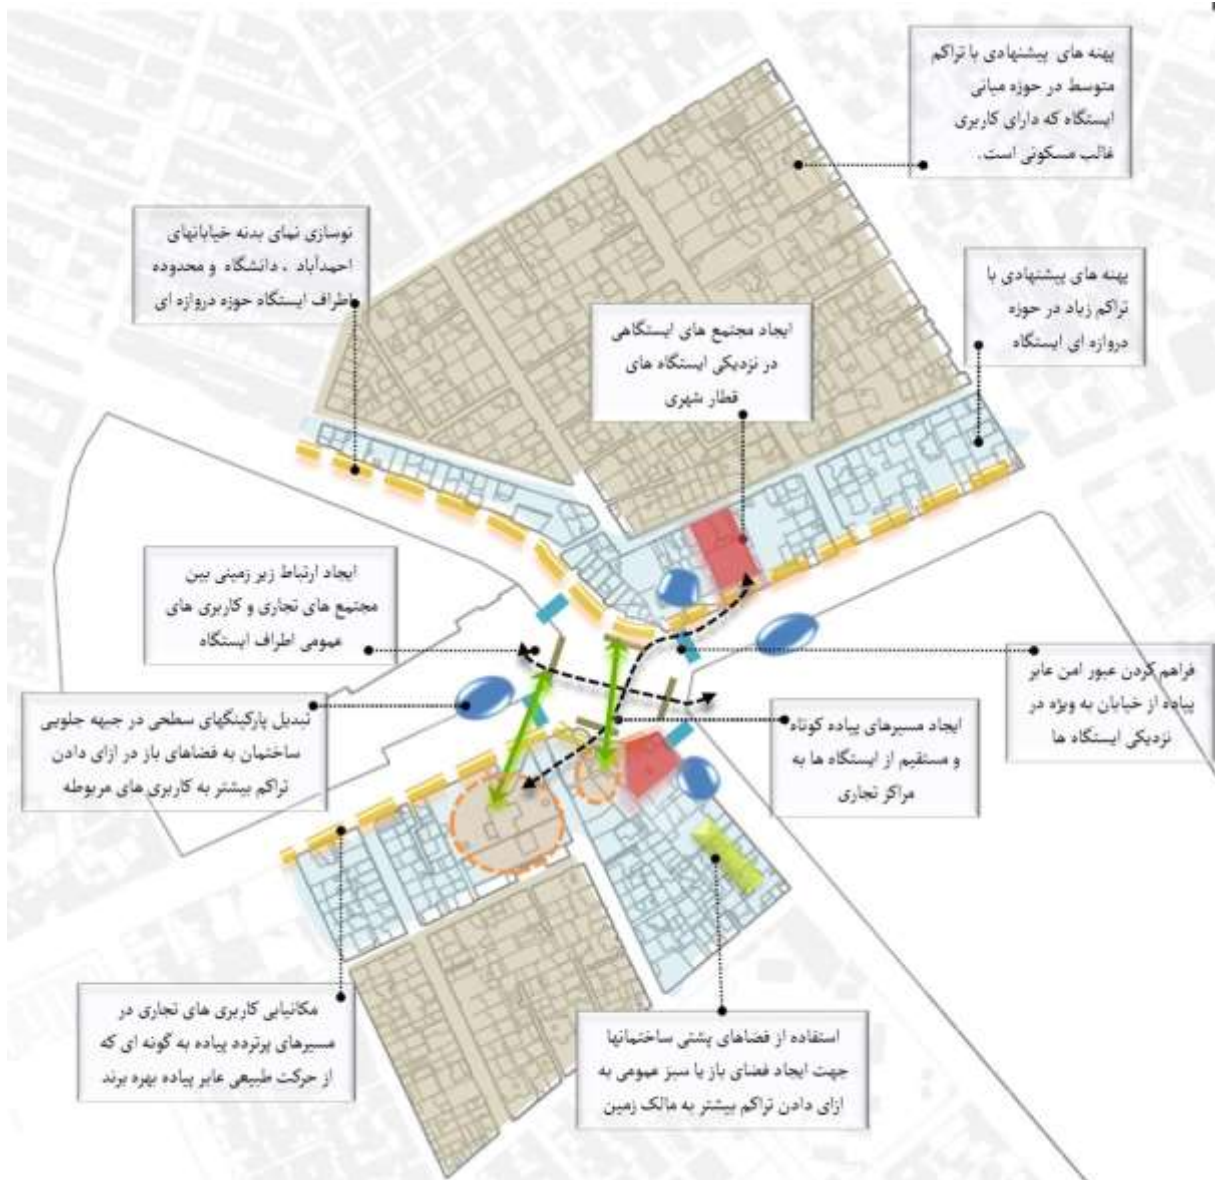 پهنه های پیشنهادی با تراکم
متوسط در حوزه میانی
ایستگاه که دارای کاربری
غالب مسکونی است.
نوسازی نمای بدنه خیابانهای
احمدآباد ، دانشگاه و محدوده
اطراف ایستگاه حوزه دروازه ای
پهنه های پیشنهادی با
تراکم زیاد در حوزه
دروازه ای ایستگاه
ایجاد مجتمع های ایستگاهی
در نزدیکی ایستگاه های
قطار شهری
ایجاد ارتباط زیر زمینی بین
مجتمع های تجاری و کاربری های
عمومی اطراف ایستگاه
فراهم کردن عبور امن عابر
پیاده از خیابان به ویژه در
نزدیکی ایستگاه ها
تبدیل پارکینگهای سطحی در جبهه جلویی
ساختمان به فضاهای باز در ازای دادن
تراکم بیشتر به کاربری های مربوطه
ایجاد مسیرهای پیاده کوتاه
و مستقیم از ایستگاه ها به
مراکز تجاری
مکانیابی کاربری های تجاری در
مسیرهای پرتردد پیاده به گونه ای که
از حرکت طبیعی عابر پیاده بهره برند
استفاده از فضاهای پشتی ساختمانها
جهت ایجاد فضای باز یا سبز عمومی به
ازای دادن تراکم بیشتر به مالک زمین